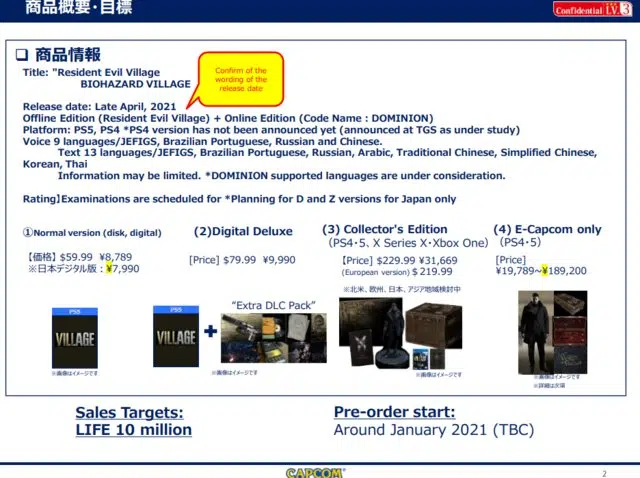 商品概要・目標
Confidential LV.3
❑ 商品情報
Title: "Resident Evil Village
BIOHAZARD VILLAGE
Confirm of the
wording of the
release date
Release date: Late April, 2021
Offline Edition (Resident Evil Village) + Online Edition (Code Name : DOMINION)
Platform: PS5, PS4 *PS4 version has not been announced yet (announced at TGS as under study)
Voice 9 languages/JEFIGS, Brazilian Portuguese, Russian and Chinese.
Text 13 languages/JEFIGS, Brazilian Portuguese, Russian, Arabic, Traditional Chinese, Simplified Chinese,
Korean, Thai
Information may be limited. *DOMINION supported languages are under consideration.
Rating】Examinations are scheduled for *Planning for D and Z versions for Japan only
①Normal version (disk, digital)
【価格】$59.99 ¥8,789
※日本デジタル版：¥7,990
PS5
VILLAGE
※画像はイメージです
(2)Digital Deluxe
[Price] $79.99 ¥9,990
PS5
VILLAGE
+
"Extra DLC Pack"
※画像はイメージです
(3) Collector's Edition
（PS4・5、X Series X・Xbox One）
【Price】$229.99 ¥31,669
(European version)＄219.99
※北米、欧州、日本、アジア地域検討中
※画像はイメージです
(4) E-Capcom only
（PS4・5）
[Price]
¥19,789~¥189,200
※画像はイメージです
※詳細は次項
Sales Targets:
LIFE 10 million
Pre-order start:
Around January 2021 (TBC)
CAPCOM
2